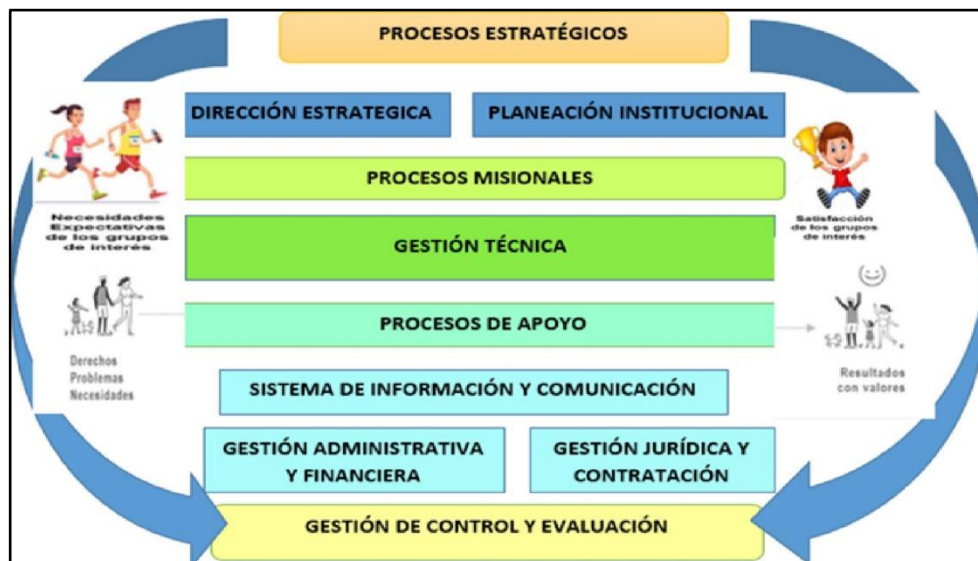 PROCESOS ESTRATÉGICOS
DIRECCIÓN ESTRATEGICA
PLANEACIÓN INSTITUCIONAL
PROCESOS MISIONALES
Necesidades
Expectativas
de los grupos
de interés
Satisfacción
de los grupos
de interés
GESTIÓN TÉCNICA
PROCESOS DE APOYO
Derechos
Problemas
Necesidades
Resultados
con valores
SISTEMA DE INFORMACIÓN Y COMUNICACIÓN
GESTIÓN ADMINISTRATIVA
Y FINANCIERA
GESTIÓN JURÍDICA Y
CONTRATACIÓN
GESTIÓN DE CONTROL Y EVALUACIÓN